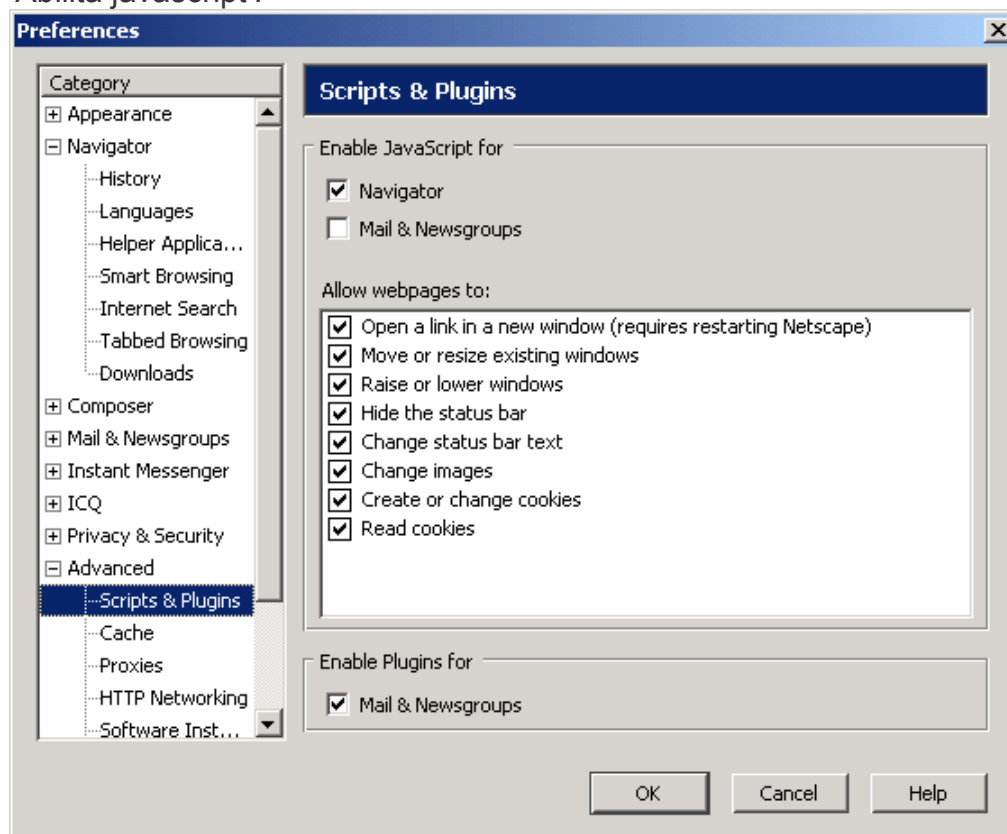 Abilita javascript .
Preferences
Category
Appearance
Navigator
History
Languages
Helper Applica...
Smart Browsing
Internet Search
Tabbed Browsing
Downloads
Composer
Mail & Newsgroups
Instant Messenger
ICQ
Privacy & Security
Advanced
Scripts & Plugins
Cache
Proxies
HTTP Networking
Software Inst...
Scripts & Plugins
Enable JavaScript for
Navigator
Mail & Newsgroups
Allow webpages to:
Open a link in a new window (requires restarting Netscape)
Move or resize existing windows
Raise or lower windows
Hide the status bar
Change status bar text
Change images
Create or change cookies
Read cookies
Enable Plugins for
Mail & Newsgroups
OK
Cancel
Help